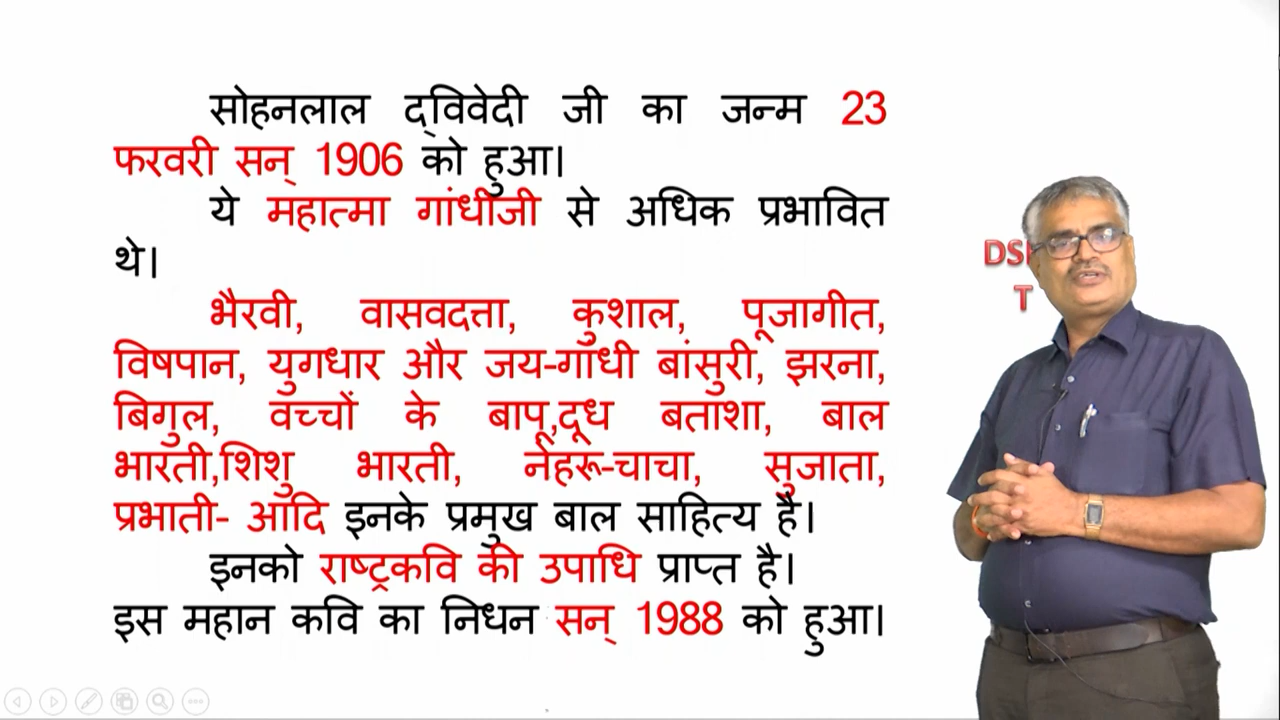 सोहनलाल द्‌विवेदी जी का जन्म 23
फरवरी सन् 1906 को हुआ।
ये महात्मा गांधीजी से अधिक प्रभावित
थे।
भैरवी, वासवदत्ता, कुशाल, पूजागीत,
विषपान, युगधार और जय-गांधी बांसुरी, झरना,
बिगुल, वच्चों के बापू,दूध बताशा, बाल
भारती,शिशु भारती, नेहरू-चाचा, सुजाता,
प्रभाती- आदि इनके प्रमुख बाल साहित्य है।
इनको राष्ट्रकवि की उपाधि प्राप्त है।
इस महान कवि का निधन सन् 1988 को हुआ।
T